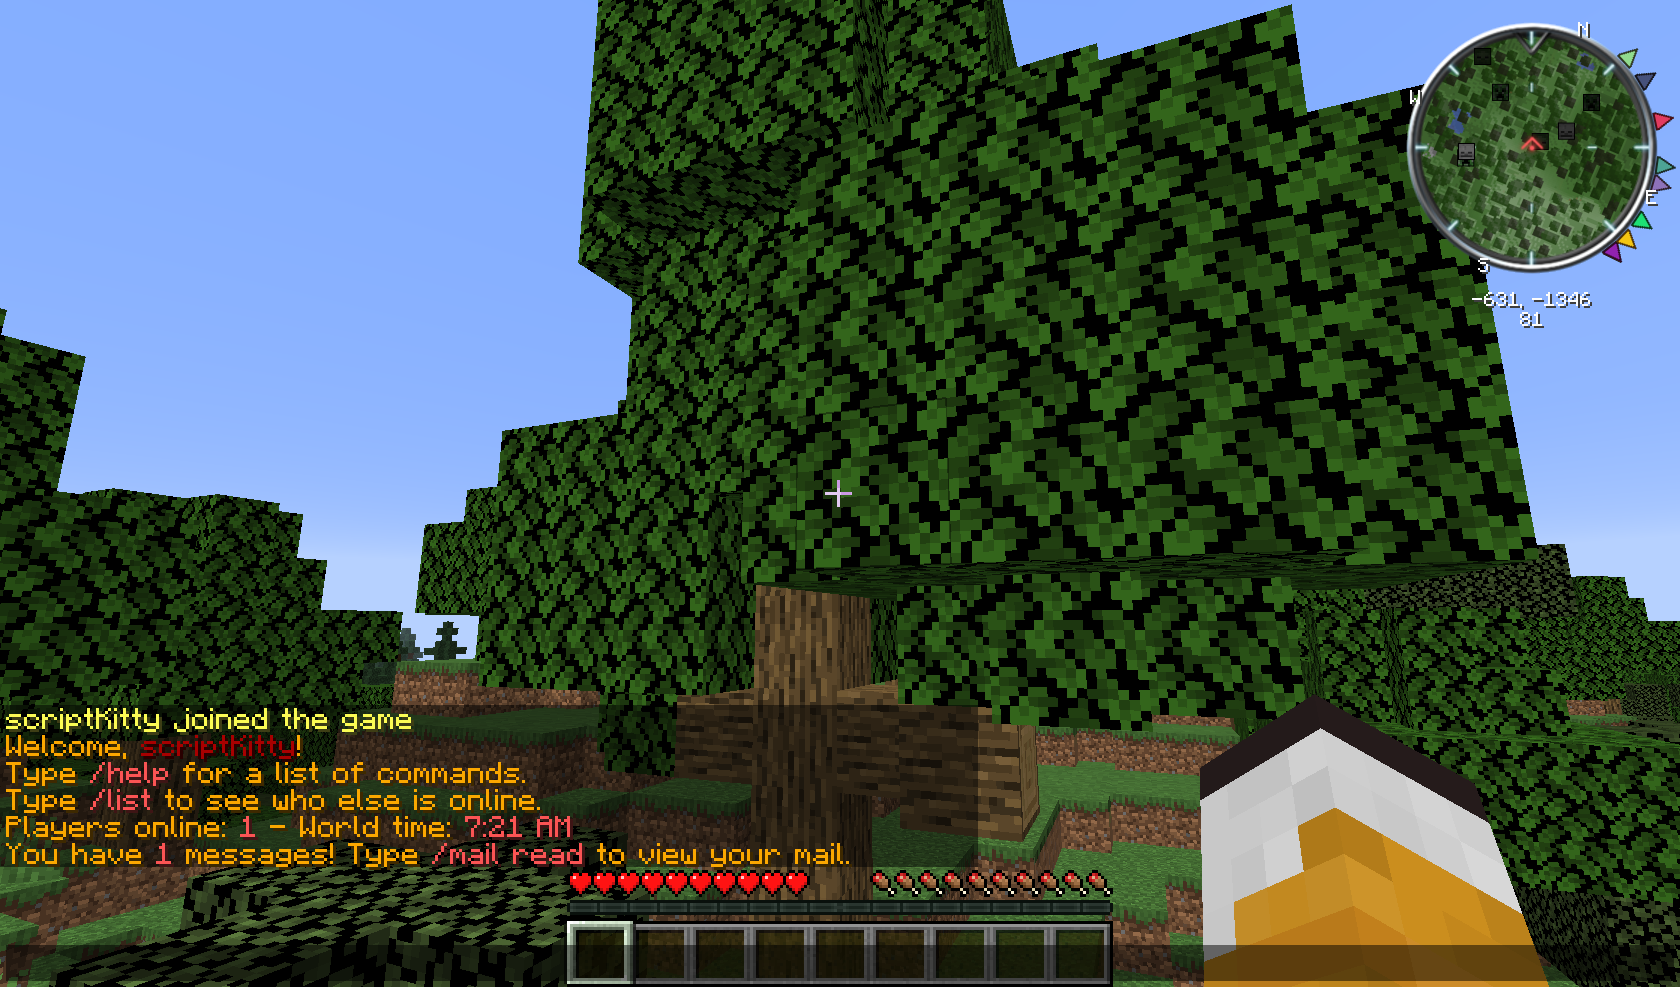 N
W
E
S
-631, -1346
81
scriptKitty joined the game
Welcome, scriptKitty!
Type /help for a list of commands.
Type /list to see who else is online.
Players online: 1 - World time: 7:21 AM
You have 1 messages! Type /mail read to view your mail.